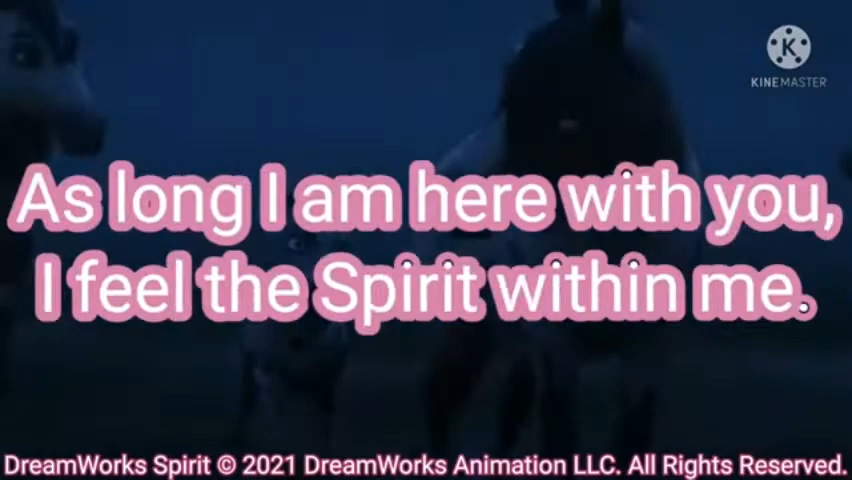 KINEMASTER
As long I am here with you,
I feel the Spirit within me.
DreamWorks Spirit © 2021 DreamWorks Animation LLC. All Rights Reserved.